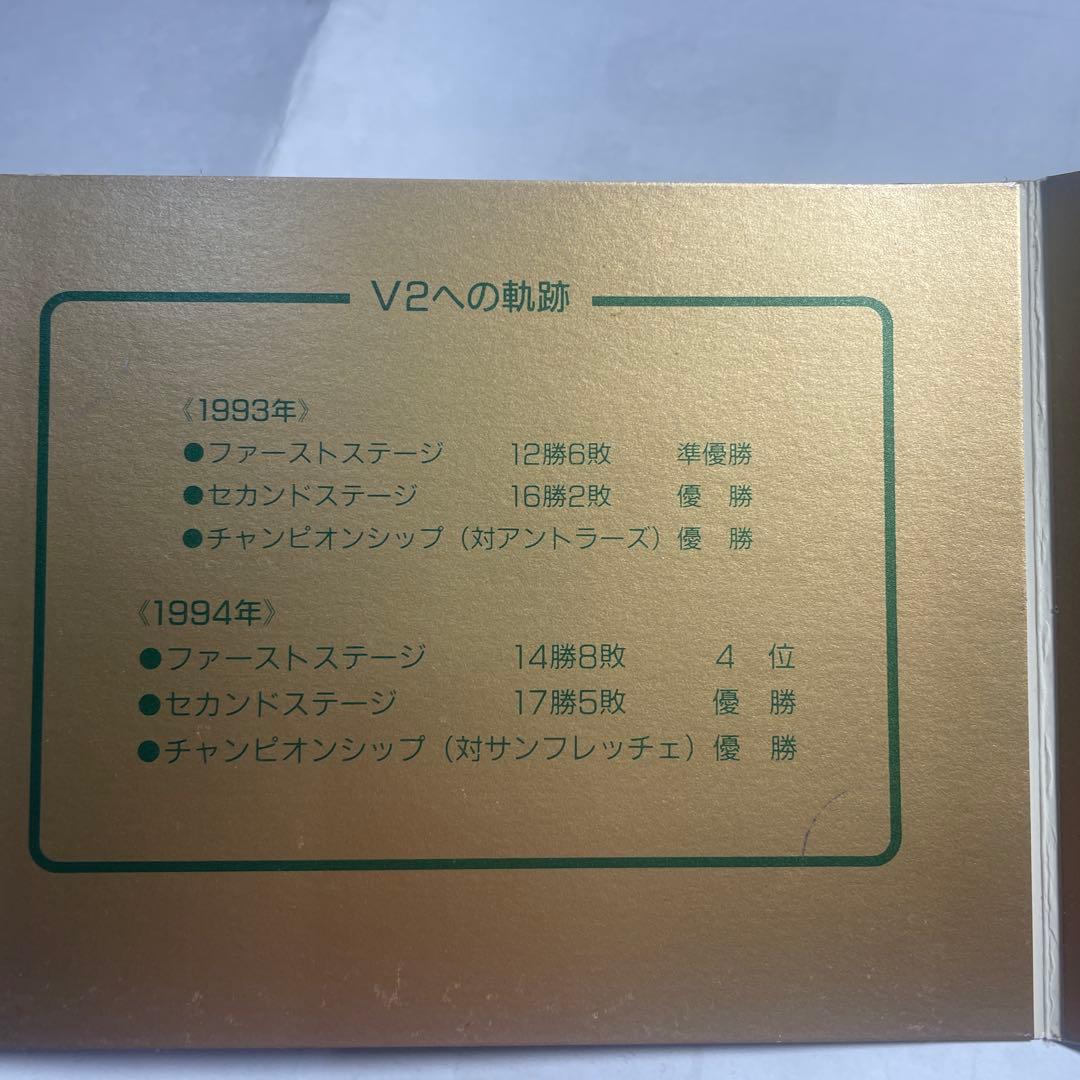 V2への軌跡
《1993年》
●ファーストステージ 12勝6敗 準優勝
●セカンドステージ 16勝2敗 優 勝
●チャンピオンシップ（対アントラーズ）優 勝
《1994年》
●ファーストステージ 14勝8敗 4 位
●セカンドステージ 17勝5敗 優 勝
●チャンピオンシップ（対サンフレッチェ）優 勝